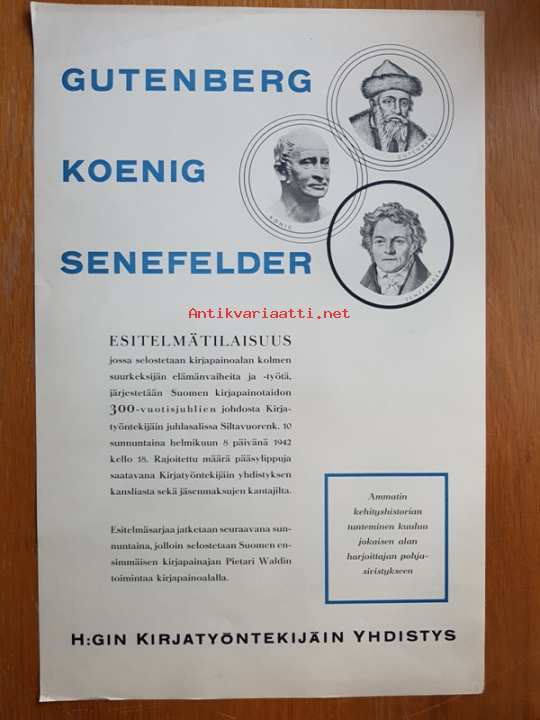 GUTENBERG
KOENIG
SENEFELDER
GUTENBERG
KÖNIG
SENEFELDER
Antikvariaatti.net
ESITELMÄTILAISUUS
jossa selostetaan kirjapainoalan kolmen
suurkeksijän elämänvaiheita ja -työtä,
järjestetään Suomen kirjapainotaidon
300-vuotisjuhlien johdosta Kirja-
työntekijäin juhlasalissa Siltavuorenk. 10
sunnuntaina helmikuun 8 päivänä 1942
kello 18. Rajoitettu määrä pääsylippuja
saatavana Kirjatyöntekijäin yhdistyksen
kansliasta sekä jäsenmaksujen kantajilta.
Esitelmäsarjaa jatketaan seuraavana sun-
nuntaina, jolloin selostetaan Suomen en-
simmäisen kirjapainajan Pietari Waldin
toimintaa kirjapainoalalla.
Ammatin
kehityshistorian
tunteminen kuuluu
jokaisen alan
harjoittajan pohja-
sivistykseen
H:GIN KIRJATYÖNTEKIJÄIN YHDISTYS